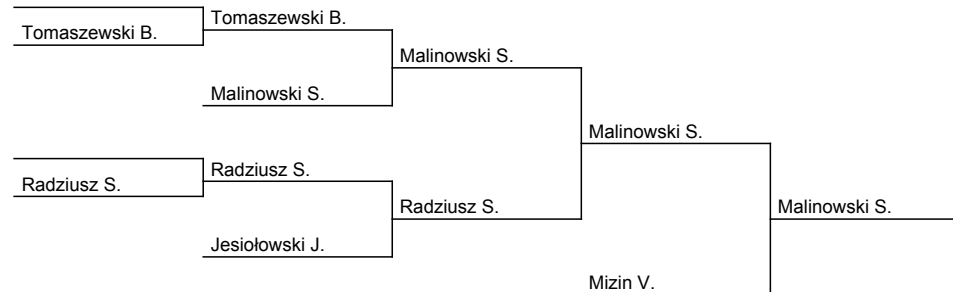 Tomaszewski B.
Tomaszewski B.
Malinowski S.
Malinowski S.
Malinowski S.
Radziusz S.
Radziusz S.
Radziusz S.
Malinowski S.
Jesiołowski J.
Mizin V.